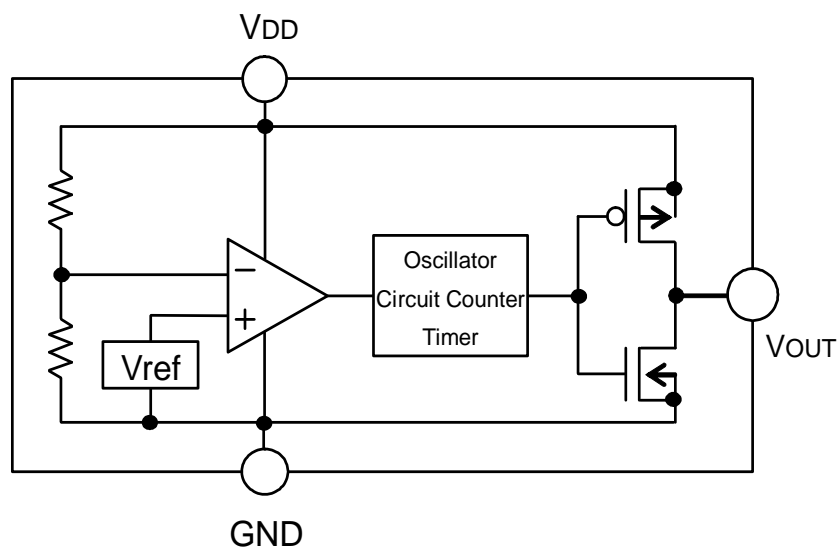 VDD
−
+
Oscillator
Circuit Counter
Timer
Vref
VOUT
GND